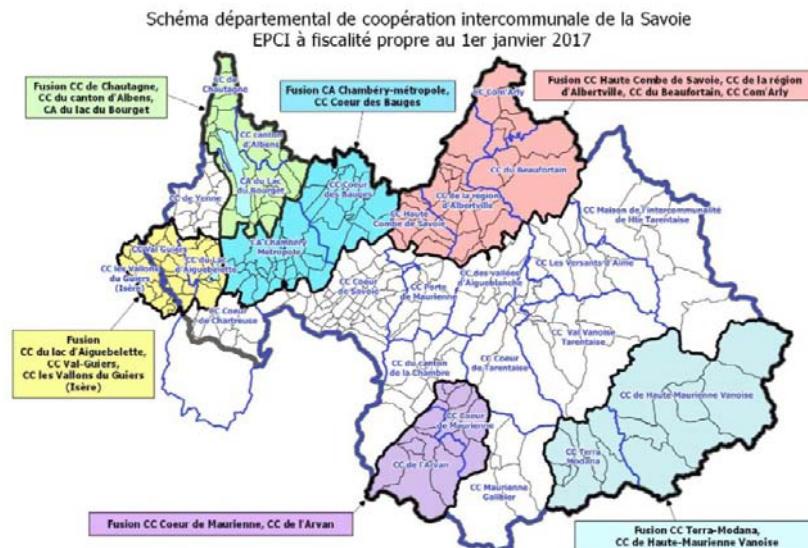 Schéma départemental de coopération intercommunale de la Savoie
EPCI à fiscalité propre au 1er janvier 2017
Fusion CC de Chautagne,
CC du canton d'Albens,
CA du lac du Bourget
Fusion CA Chambéry-métropole,
CC Coeur des Bauges
Fusion CC Haute Combe de Savoie, CC de la région
d'Albertville, CC du Beaufortain, CC Com'Arly
CC de
Chautagne
CC Com'Arly
CC canton
d'Albens
CC du Beaufortain
CA du Lac
du Bourget
CC Coeur
des Bauges
CC de Yenne
CC de la région
d'Albertville
CC Haute
Combe de Savoie
CC Maison de l'intercommunalité
de Hte Tarentaise
CC Val Guiers
CC du Lac
d'Aiguebelette
CA Chambéry
Métropole
CC les Vallons
du Guiers
(Isère)
CC Coeur
de Savoie
CC Porte
de Maurienne
CC des vallées
d'Aigueblanche
CC Les Versants d'Aime
CC Coeur
de Chartreuse
CC Val Vanoise
Tarentaise
Fusion
CC du lac d'Aiguebelette,
CC Val-Guiers,
CC les Vallons du Guiers
(Isère)
CC du canton
de la Chambre
CC Coeur
de Tarentaise
CC de Haute Maurienne Vanoise
CC Coeur
de Maurienne
CC de l'Arvan
CC Terra
Modana
CC Maurienne
Galibier
Fusion CC Coeur de Maurienne, CC de l'Arvan
Fusion CC Terra-Modana,
CC de Haute-Maurienne Vanoise